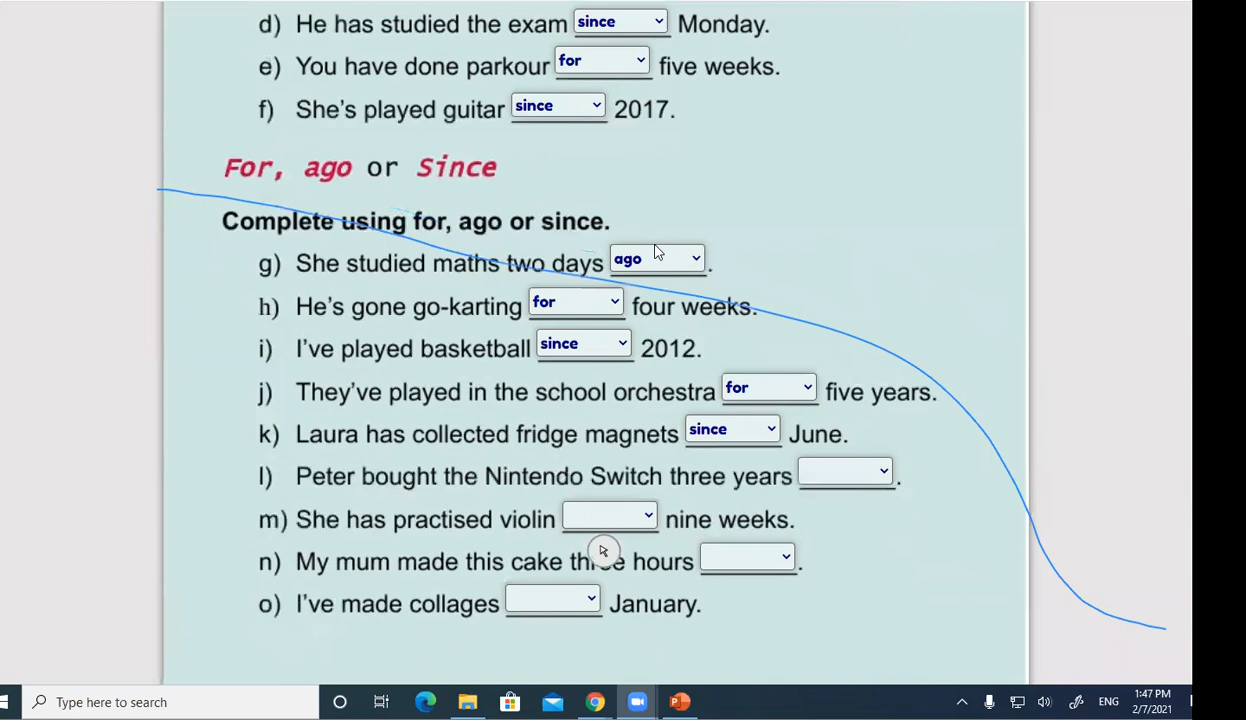 d) He has studied the exam since Monday.
e) You have done parkour for five weeks.
f) She's played guitar since 2017.
For, ago or Since
Complete using for, ago or since.
g) She studied maths two days ago.
h) He's gone go-karting for four weeks.
i) I've played basketball since 2012.
j) They've played in the school orchestra for five years.
k) Laura has collected fridge magnets since June.
l) Peter bought the Nintendo Switch three years .
m) She has practised violin nine weeks.
n) My mum made this cake three hours .
o) I've made collages January.
Type here to search
ENG
1:47 PM
2/7/2021